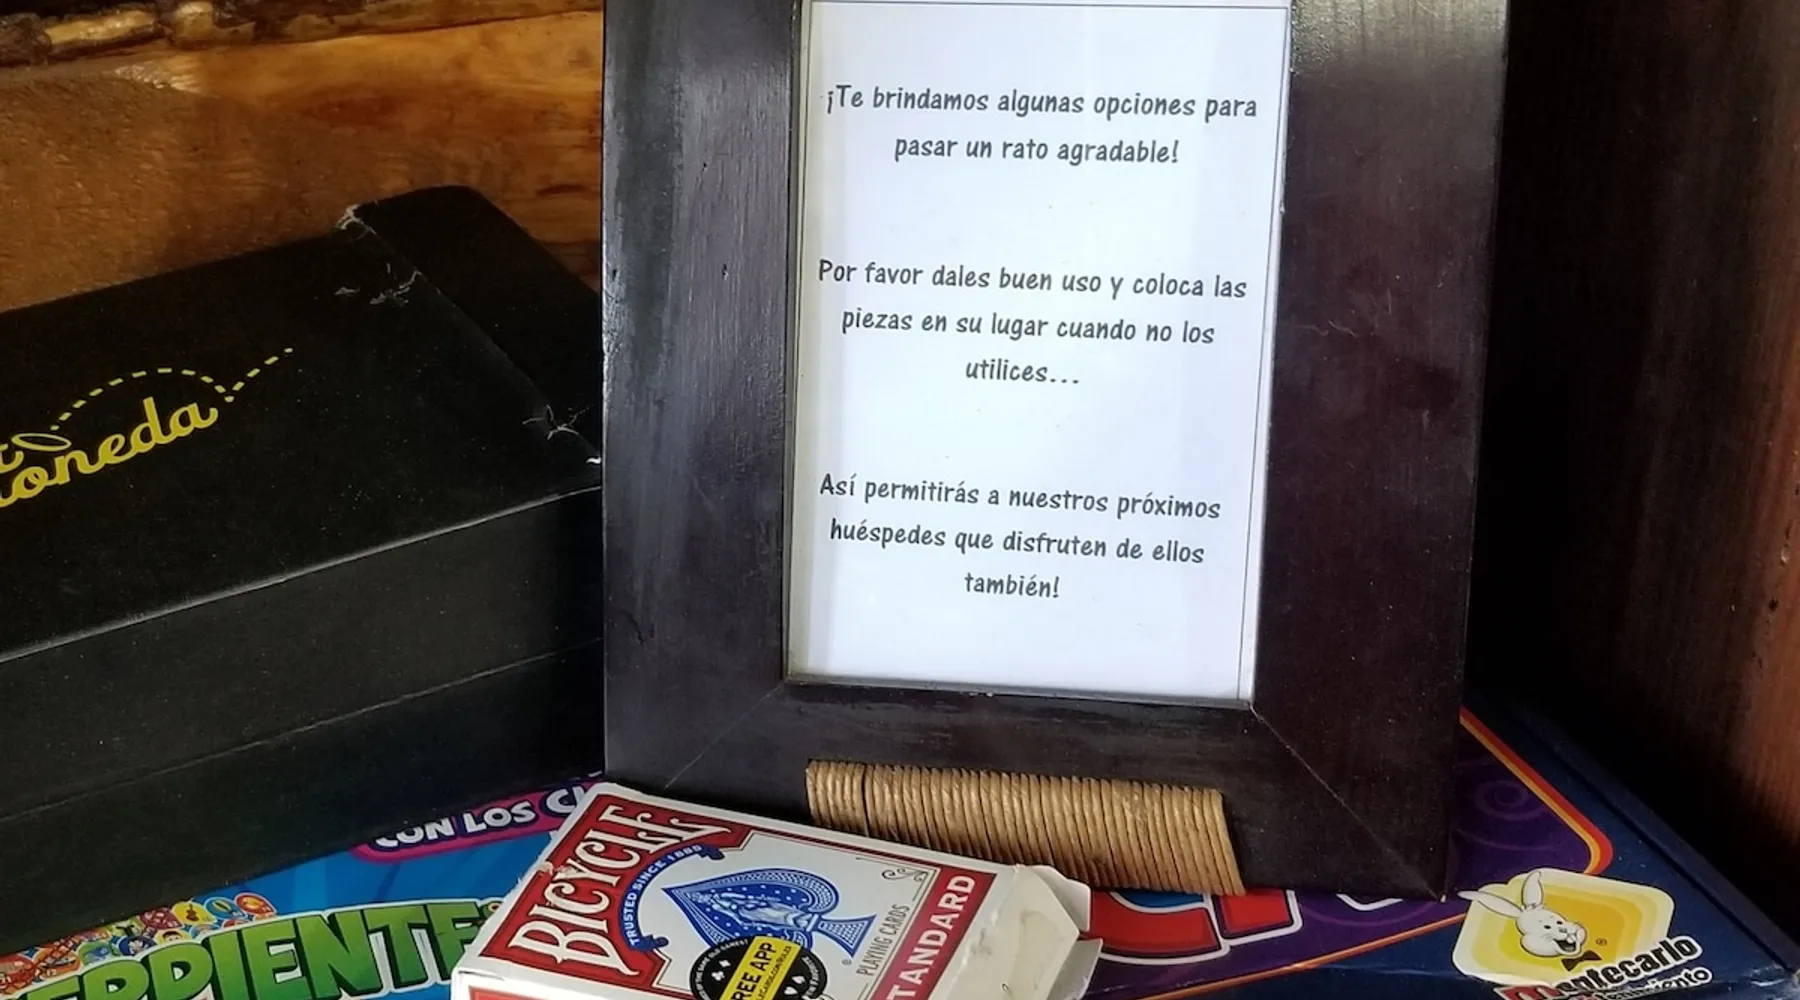 ¡Te brindamos algunas opciones para
pasar un rato agradable!
Por favor dales buen uso y coloca las
piezas en su lugar cuando no los
utilices...
Así permitirás a nuestros próximos
huéspedes que disfruten de ellos
también!
oneda
CON LOS
BICYCLE
TRUSTED SINCE 1885
PLAYING CARDS
STANDARD
FREE APP
ERPIENTE
montecarlo